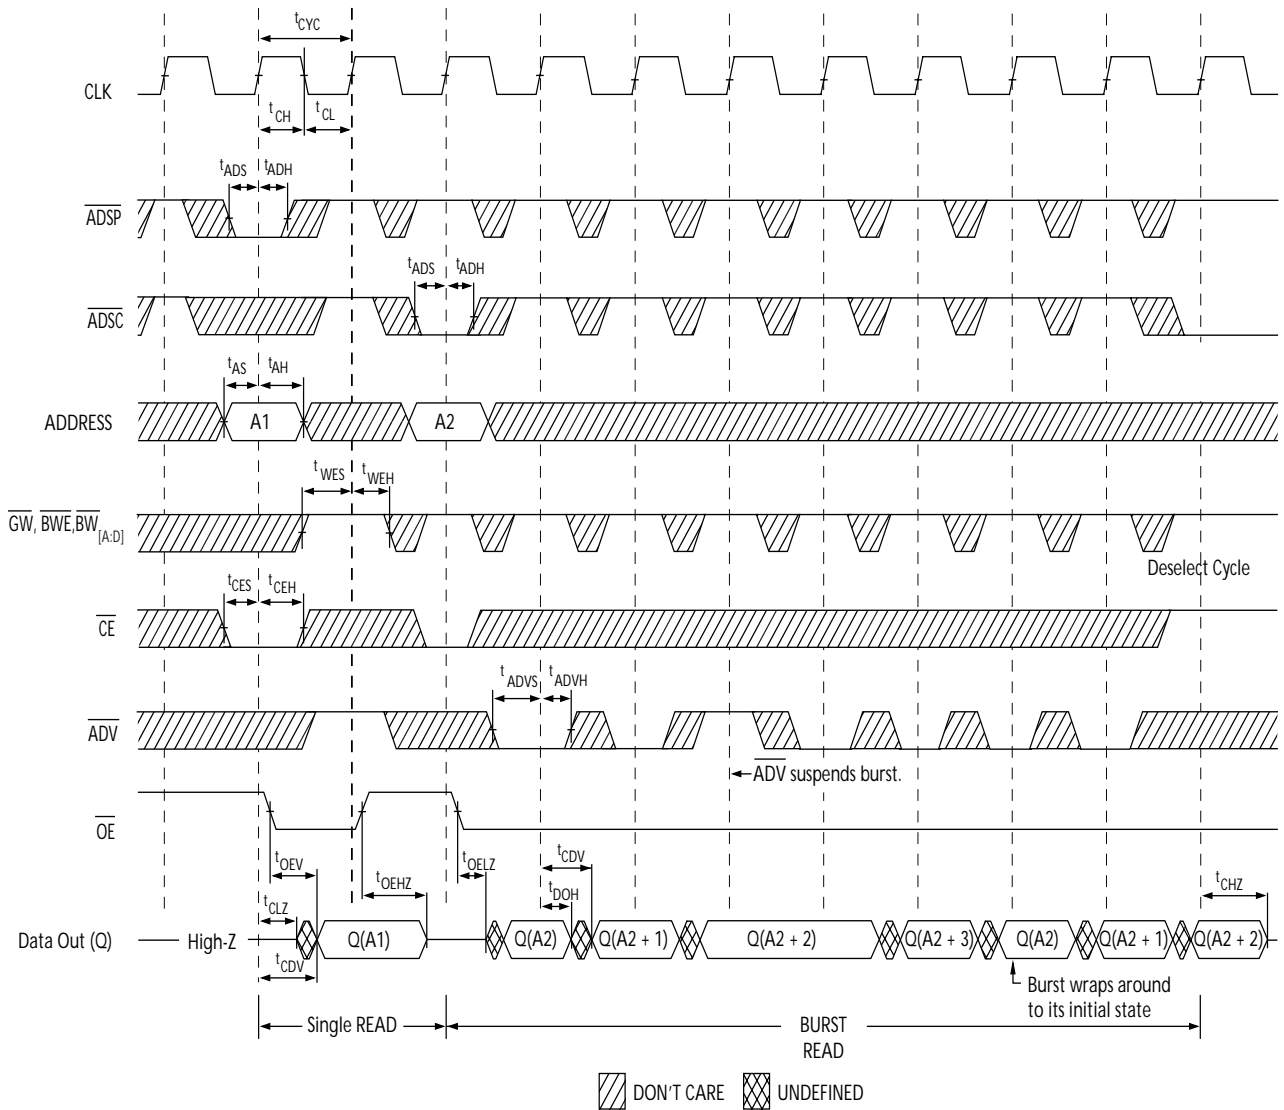 tCYC
CLK
tCH
tCL
tADS
tADH
ADSP
tADS
tADH
ADSC
tAS
tAH
ADDRESS
A1
A2
tWES
tWEH
GW, BWE,BW[A:D]
Deselect Cycle
tCES
tCEH
CE
tADVS
tADVH
ADV
ADV suspends burst.
OE
tOEV
tOEHZ
tOELZ
tCDV
tCLZ
tDOH
tCHZ
Data Out (Q)
High-Z
Q(A1)
Q(A2)
Q(A2 + 1)
Q(A2 + 2)
Q(A2 + 3)
Q(A2)
Q(A2 + 1)
Q(A2 + 2)
tCDV
Burst wraps around
to its initial state
Single READ
BURST
READ
DON'T CARE
UNDEFINED